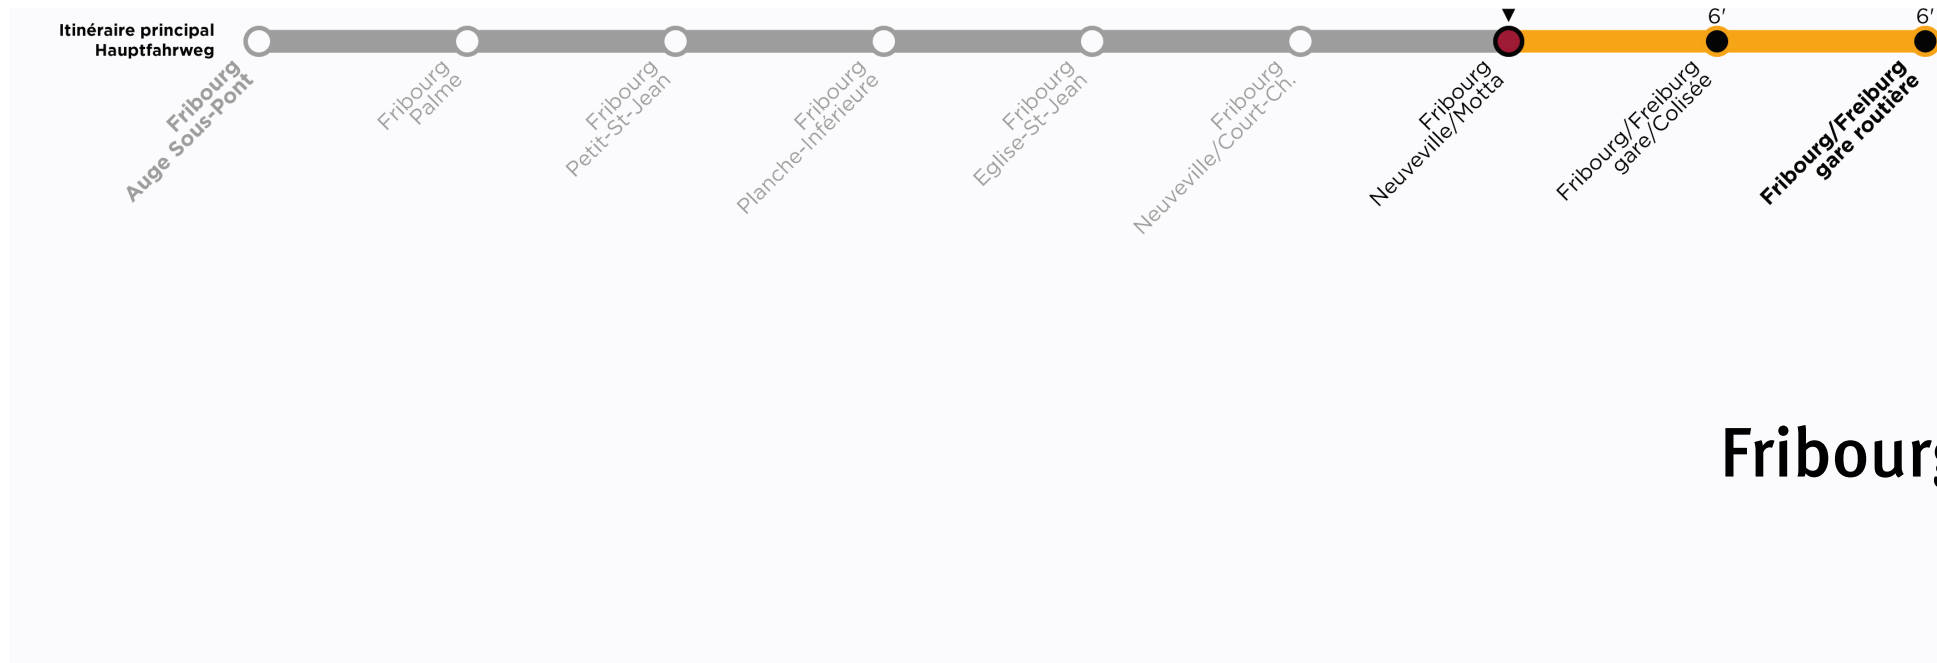 Itinéraire principal
Hauptfahrweg
6′
6′
Fribourg
Auge Sous-Pont
Fribourg
Palme
Fribourg
Petit-St-Jean
Fribourg
Planche-Inférieure
Fribourg
Eglise-St-Jean
Fribourg
Neuveville/Court-Ch.
Fribourg
Neuveville/Motta
Fribourg/Freiburg
gare/Colisée
Fribourg/Freiburg
gare routière
Fribourg